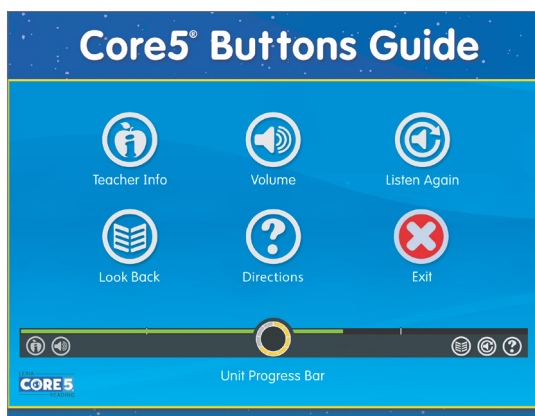 Core5® Buttons Guide
Teacher Info
Volume
Listen Again
Look Back
Directions
Exit
Unit Progress Bar
LEXIA
CORE5
READING